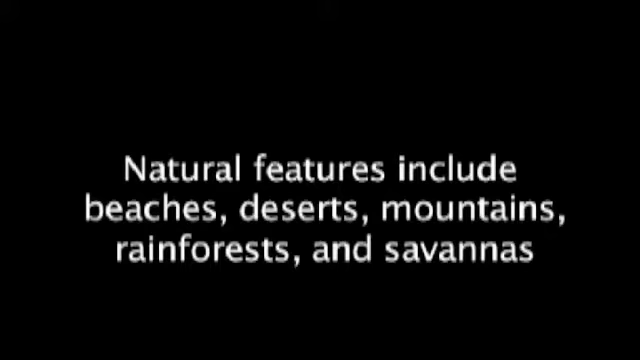 Natural features include
beaches, deserts, mountains,
rainforests, and savannas